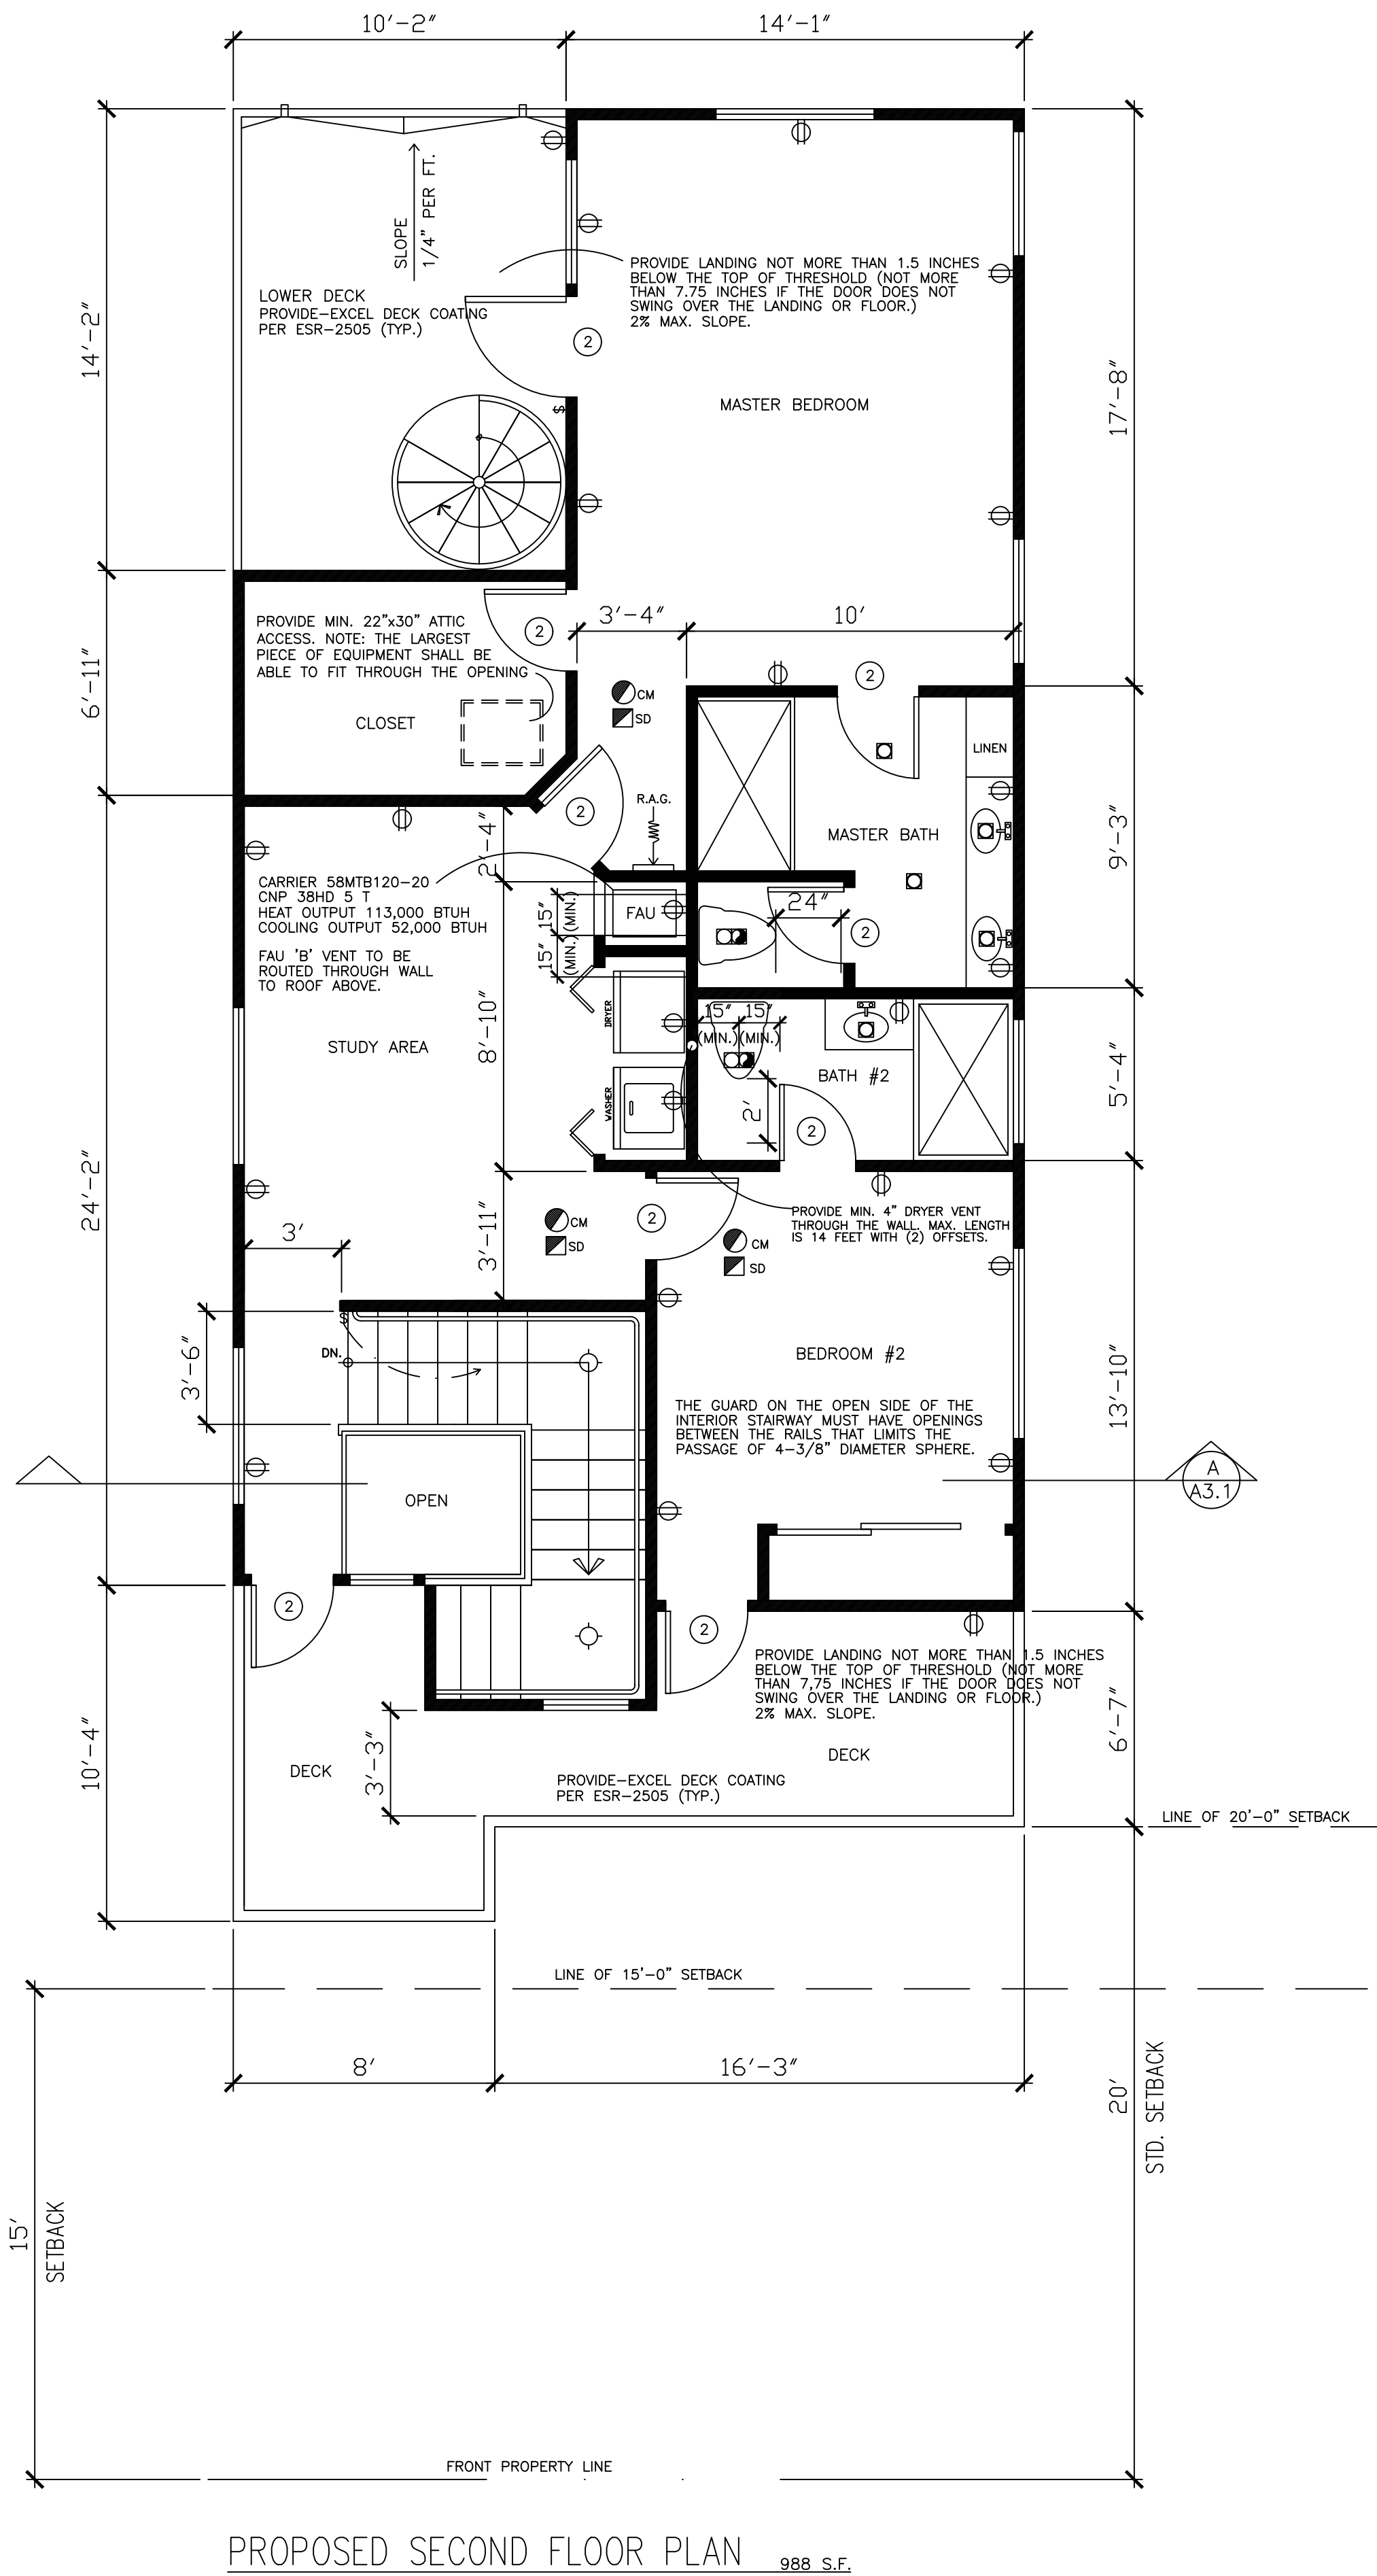 10'-2"
14'-1"
SLOPE
1/4" PER FT.
PROVIDE LANDING NOT MORE THAN 1.5 INCHES
BELOW THE TOP OF THRESHOLD (NOT MORE
THAN 7.75 INCHES IF THE DOOR DOES NOT
SWING OVER THE LANDING OR FLOOR.)
2% MAX. SLOPE.
LOWER DECK
PROVIDE-EXCEL DECK COATING
PER ESR-2505 (TYP.)
14'-2"
2
17'-8"
MASTER BEDROOM
S
PROVIDE MIN. 22"x30" ATTIC
ACCESS. NOTE: THE LARGEST
PIECE OF EQUIPMENT SHALL BE
ABLE TO FIT THROUGH THE OPENING
2
3'-4"
10'
6'-11"
2
CM
SD
CLOSET
LINEN
R.A.G.
2
2'-4"
MASTER BATH
9'-3"
CARRIER 58MTB120-20
CNP 38HD 5 T
HEAT OUTPUT 113,000 BTUH
COOLING OUTPUT 52,000 BTUH
FAU 'B' VENT TO BE
ROUTED THROUGH WALL
TO ROOF ABOVE.
15"
(MIN.)
15"
(MIN.)
FAU
24"
2
DRYER
15"
15"
(MIN.)
(MIN.)
STUDY AREA
8'-10"
BATH #2
5'-4"
WASHER
2'
2
24'-2"
PROVIDE MIN. 4" DRYER VENT
THROUGH THE WALL. MAX. LENGTH
IS 14 FEET WITH (2) OFFSETS.
3'
3'-11"
CM
SD
2
CM
SD
S
DN.
3'-6"
BEDROOM #2
13'-10"
THE GUARD ON THE OPEN SIDE OF THE
INTERIOR STAIRWAY MUST HAVE OPENINGS
BETWEEN THE RAILS THAT LIMITS THE
PASSAGE OF 4-3/8" DIAMETER SPHERE.
A
A3.1
OPEN
2
2
PROVIDE LANDING NOT MORE THAN 1.5 INCHES
BELOW THE TOP OF THRESHOLD (NOT MORE
THAN 7,75 INCHES IF THE DOOR DOES NOT
SWING OVER THE LANDING OR FLOOR.)
2% MAX. SLOPE.
10'-4"
3'-3"
6'-7"
DECK
DECK
PROVIDE-EXCEL DECK COATING
PER ESR-2505 (TYP.)
LINE OF 20'-0" SETBACK
LINE OF 15'-0" SETBACK
8'
16'-3"
20'
STD. SETBACK
15'
SETBACK
FRONT PROPERTY LINE
PROPOSED SECOND FLOOR PLAN 988 S.F.